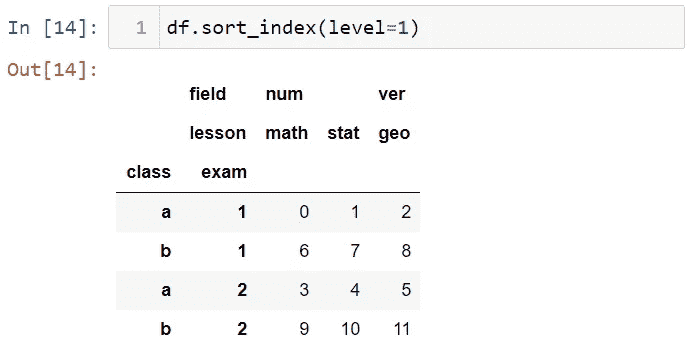 In [14]: 1 df.sort_index(level=1)
Out[14]:
field num ver
lesson math stat geo
class exam
a 1 0 1 2
b 1 6 7 8
a 2 3 4 5
b 2 9 10 11